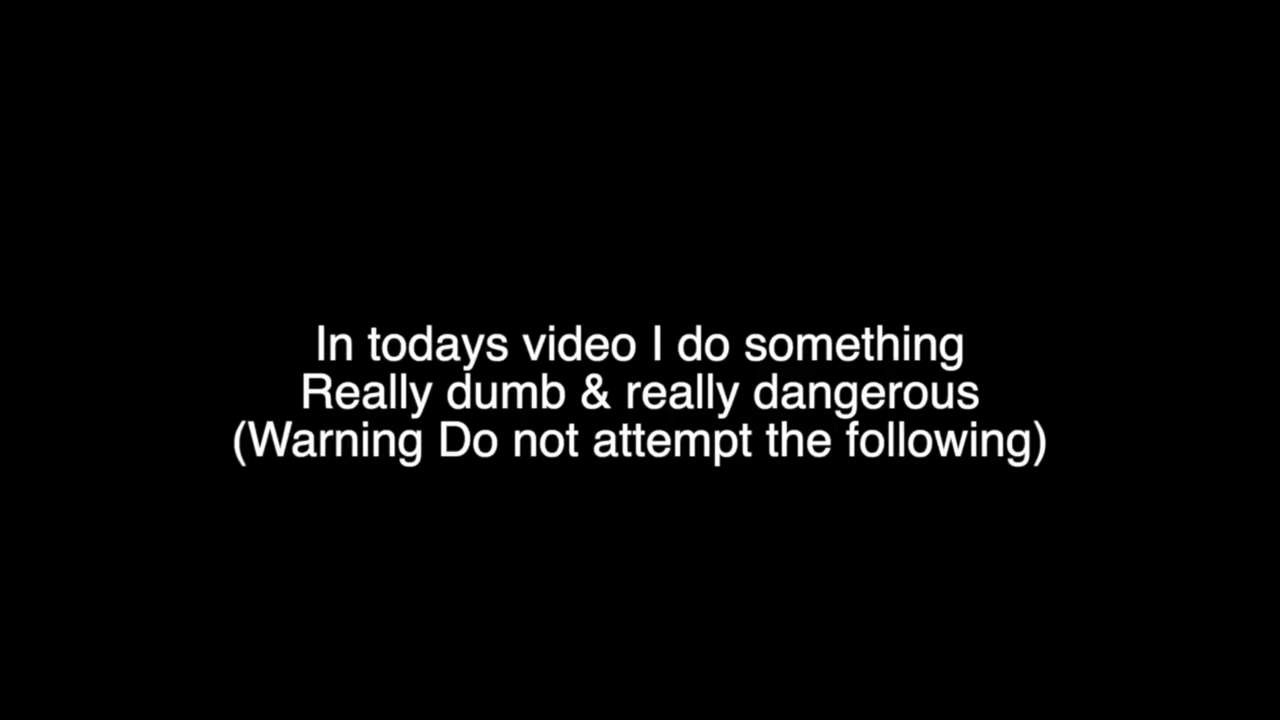 In todays video I do something
Really dumb & really dangerous
(Warning Do not attempt the following)